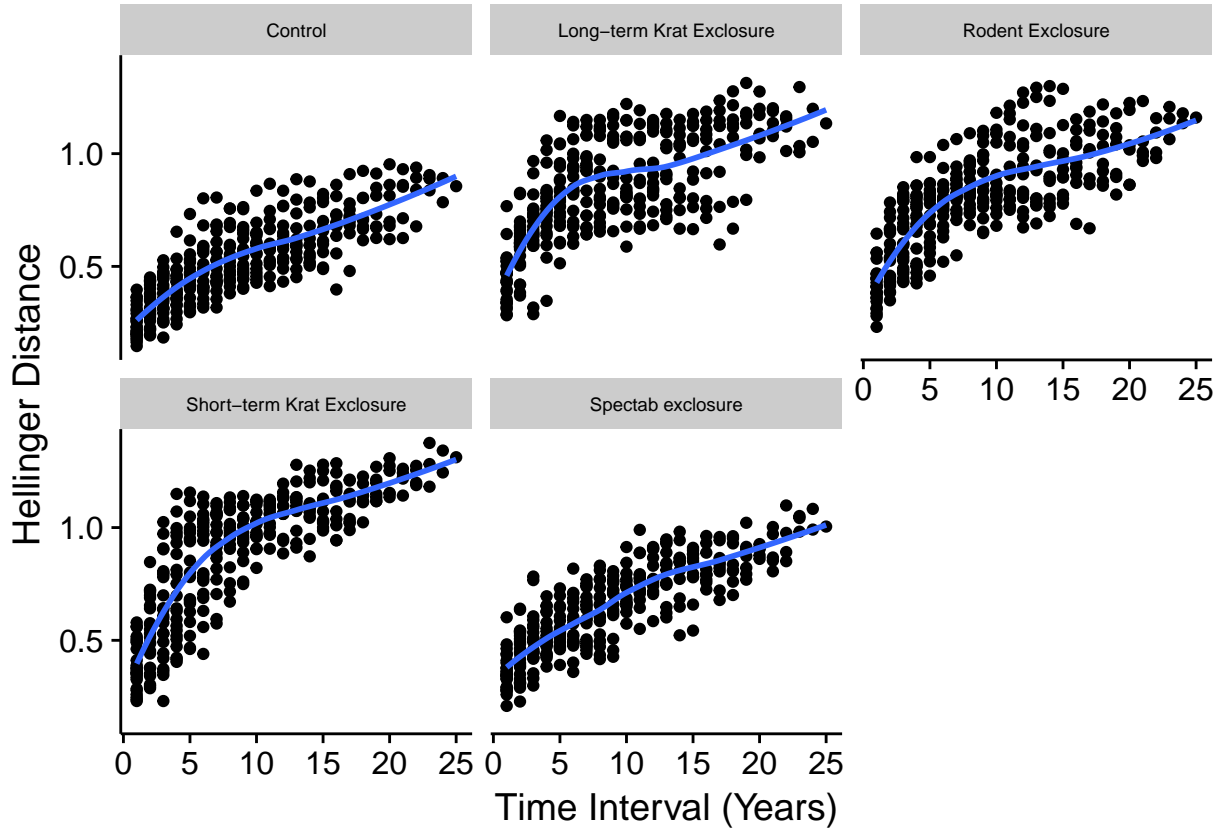 Control
Long−term Krat Exclosure
Rodent Exclosure
Hellinger Distance
1.0
0.5
0 5 10 15 20 25
Short−term Krat Exclosure
Spectab exclosure
1.0
0.5
0 5 10 15 20 25
0 5 10 15 20 25
Time Interval (Years)